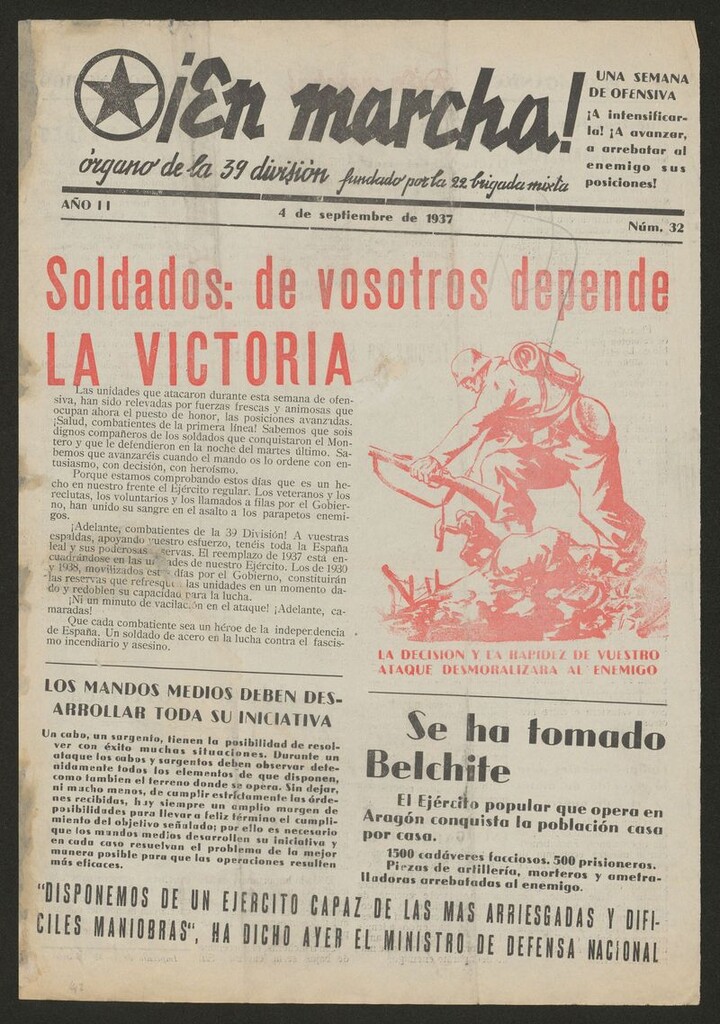 ¡En marcha!
órgano de la 39 división fundado por la 22 brigada mixta
UNA SEMANA
DE OFENSIVA
¡A intensificar-
la! ¡A avanzar,
a arrebatar al
enemigo sus
posiciones!
AÑO II
4 de septiembre de 1937
Núm. 32
Soldados: de vosotros depende
LA VICTORIA
Las unidades que atacaron durante esta semana de ofen-
siva, han sido relevadas por fuerzas frescas y animosas que
ocupan ahora el puesto de honor, las posiciones avanzadas.
¡Salud, combatientes de la primera línea! Sabemos que sois
dignos compañeros de los soldados que conquistaron el Mon-
tero y que le defendieron en la noche del martes último. Sa-
bemos que avanzaréis cuando el mando os lo ordene con en-
tusiasmo, con decisión, con heroísmo.
Porque estamos comprobando estos días que es un he-
cho en nuestro frente el Ejército regular. Los veteranos y los
reclutas, los voluntarios y los llamados a filas por el Gobier-
no, han unido su sangre en el asalto a los parapetos enemi-
gos.
¡Adelante, combatientes de la 39 División! A vuestras
espaldas, apoyando vuestro esfuerzo, tenéis toda la España
leal y sus poderosas servas. El reemplazo de 1937 está en-
cuadrándose en las u ades de nuestro Ejército. Los de 1930
y 1938, movilizados est días por el Gobierno, constituirán
las reservas que refresqu las unidades en un momento da-
do y redoblen su capacidad para la lucha.
¡Ni un minuto de vacilación en el ataque! ¡Adelante, ca-
maradas!
Que cada combatiente sea un héroe de la independencia
de España. Un soldado de acero en la lucha contra el fascis-
mo incendiario y asesino.
LA DECISION Y LA RAPIDEZ DE VUESTRO
ATAQUE DESMORALIZARA AL ENEMIGO
LOS MANDOS MEDIOS DEBEN DES-
ARROLLAR TODA SU INICIATIVA
Un cabo, un sargento, tienen la posibilidad de resol-
ver con éxito muchas situaciones. Durante un
ataque los cabos y sargentos deben observar dete-
nidamente todos los elementos de que disponen,
como tambien el terreno donde se opera. Sin dejar,
ni mucho menos, de cumplir estrictamente las órde-
nes recibidas, hay siempre un amplio margen de
posibilidades para llevar a feliz término el cumpli-
miento del objetivo señalado; por ello es necesario
que los mandos medios desarrollen su iniciativa y
en cada caso resuelvan el problema de la mejor
manera posible para que las operaciones resulten
más eficaces.
Se ha tomado
Belchite
El Ejército popular que opera en
Aragón conquista la población casa
por casa.
1500 cadáveres facciosos. 500 prisioneros.
Piezas de artillería, morteros y ametra-
lladoras arrebatadas al enemigo.
"DISPONEMOS DE UN EJERCITO CAPAZ DE LAS MAS ARRIESGADAS Y DIFI-
CILES MANIOBRAS", HA DICHO AYER EL MINISTRO DE DEFENSA NACIONAL